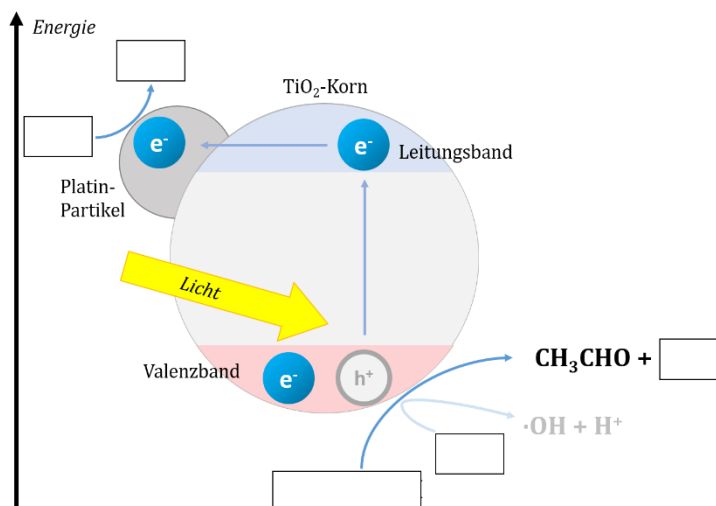 Energie
TiO₂-Korn
e⁻
e⁻
Leitungsband
Platin-
Partikel
Licht
CH₃CHO +
Valenzband
e⁻
h⁺
·OH + H⁺